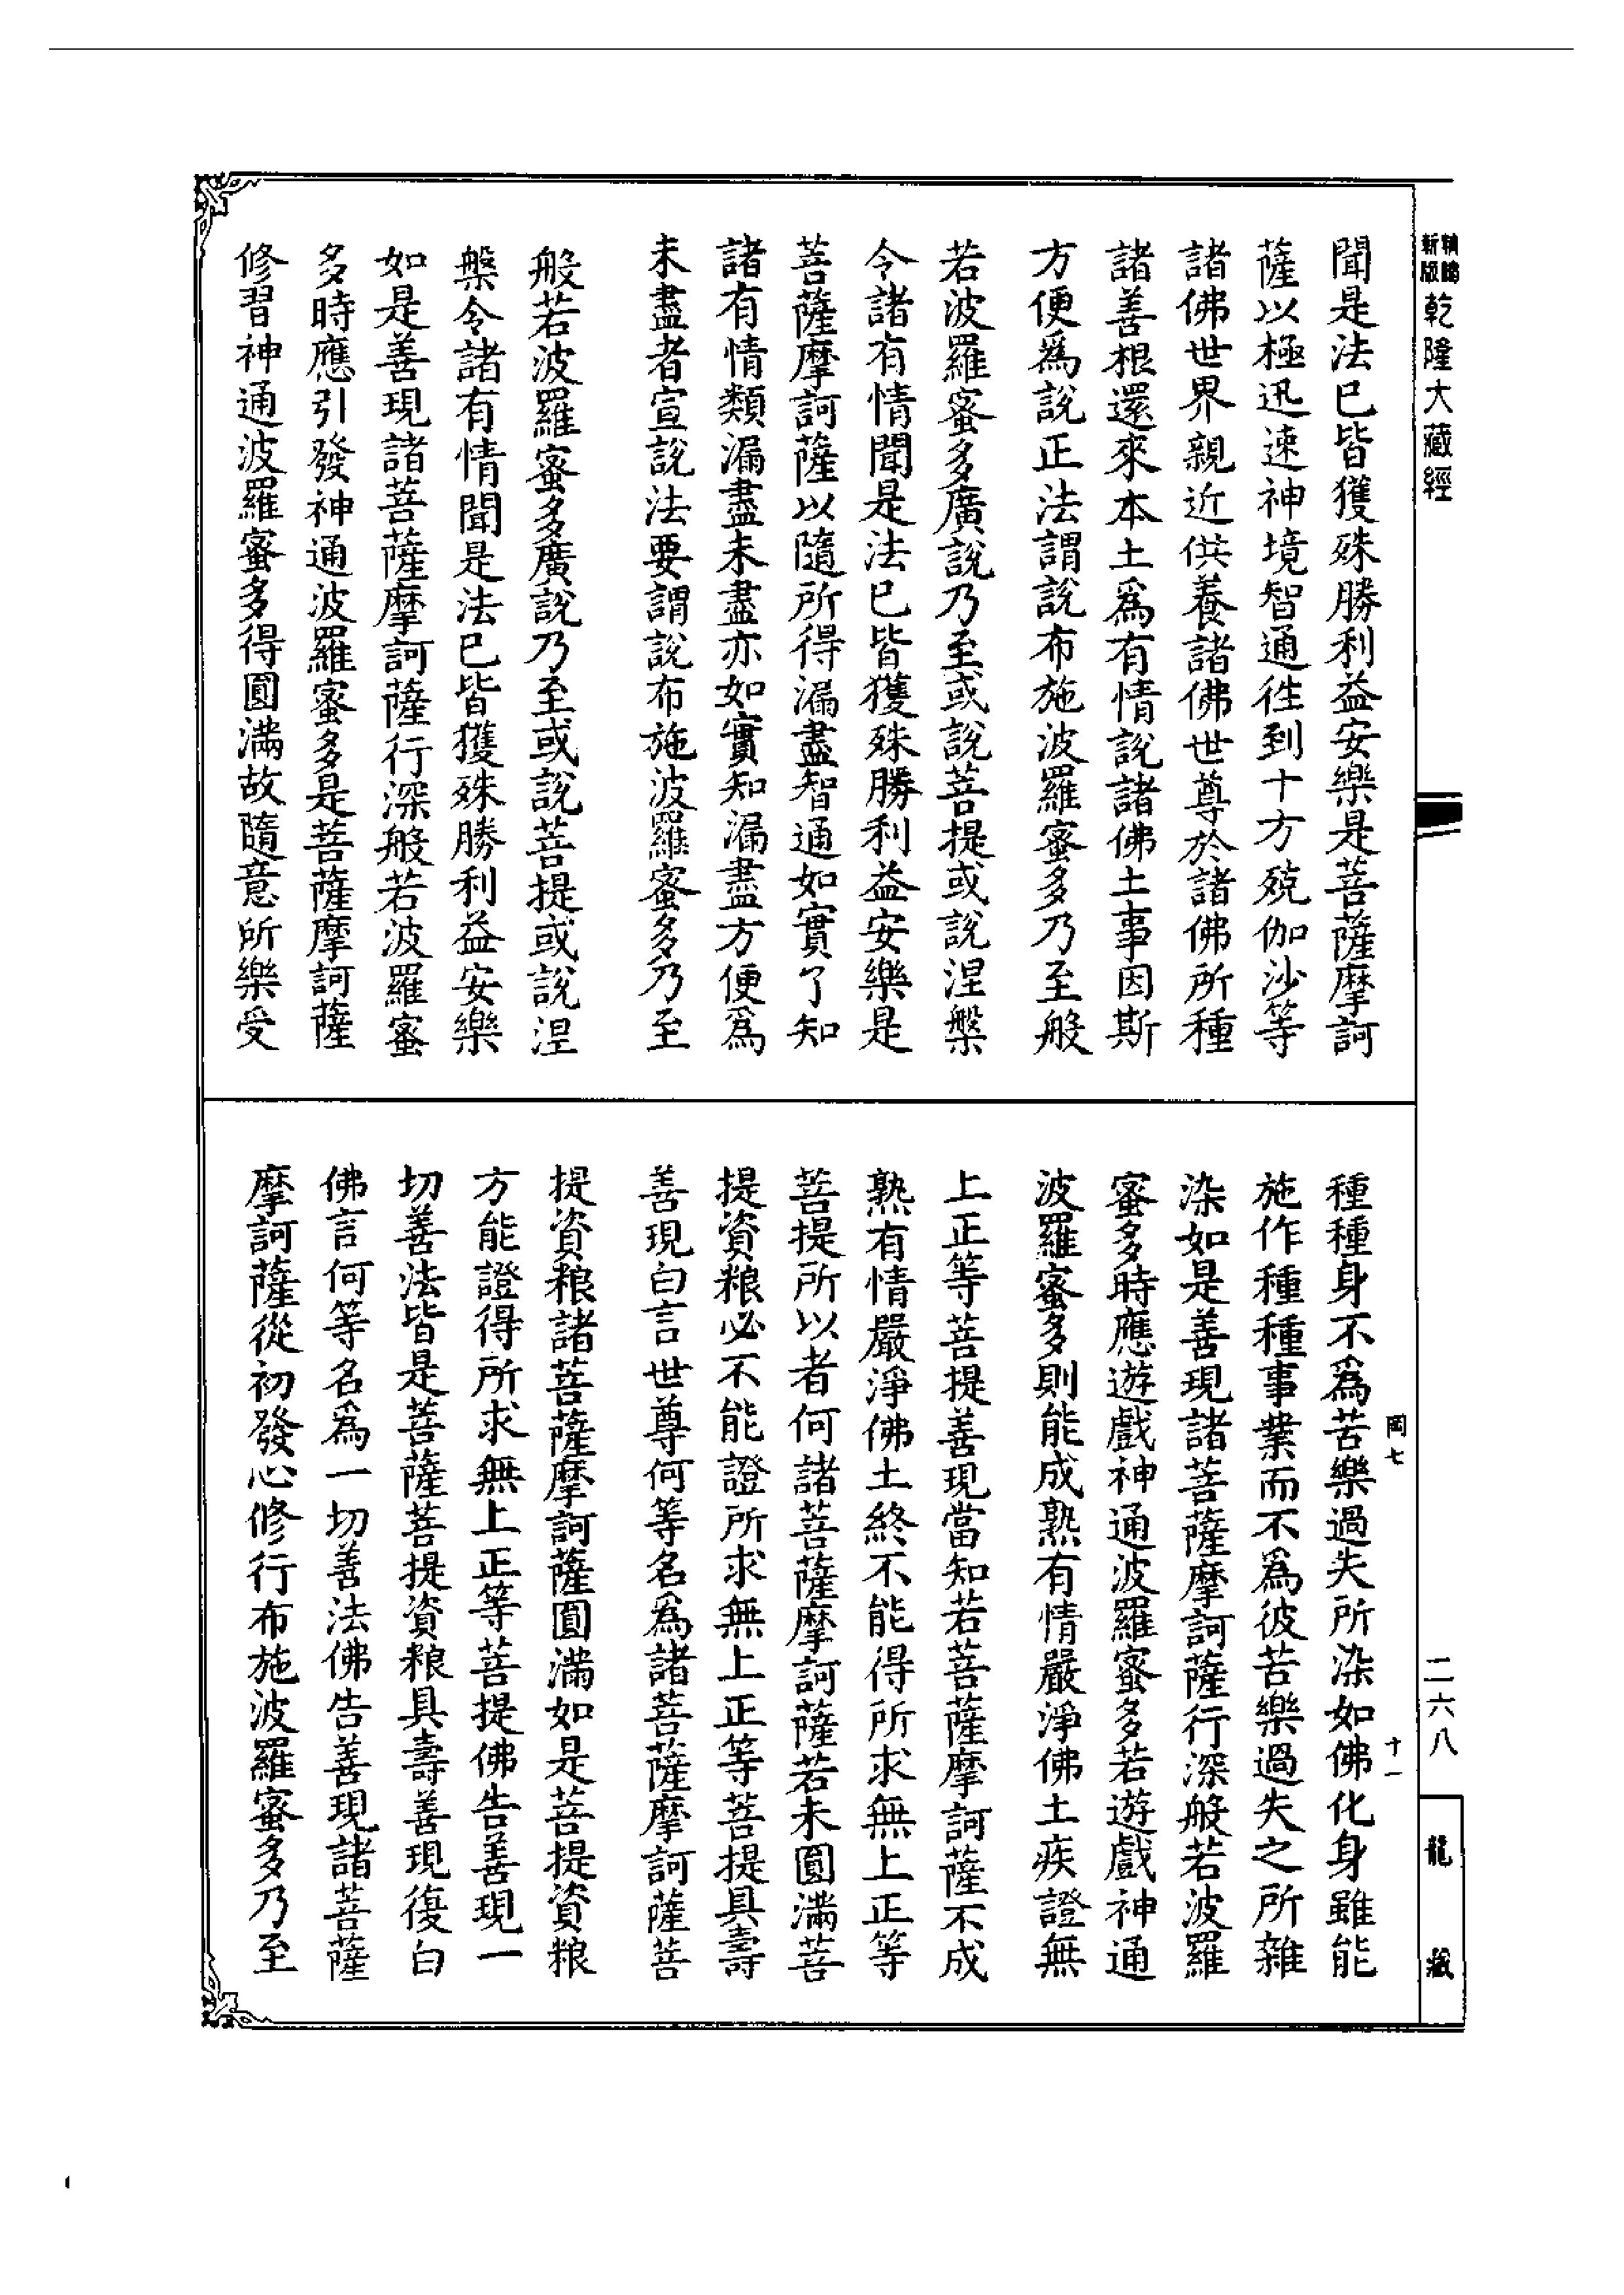 新版
乾隆大藏經
聞是法已皆獲殊勝利益安樂是菩薩摩訶
薩以極迅速神境智通徃到十方殑伽沙等
諸佛世界親近供養諸佛世尊於諸佛所種
諸善根還來本土爲有情說諸佛土事因斯
方便爲說正法謂說布施波羅蜜多乃至般
若波羅蜜多廣說乃至或說菩提或說涅槃
令諸有情聞是法已皆獲殊勝利益安樂是
菩薩摩訶薩以隨所得漏盡智通如實了知
諸有情類漏盡未盡亦如實知漏盡方便爲
未盡者宣說法要謂說布施波羅蜜多乃至
般若波羅蜜多廣說乃至或說菩提或說涅
槃令諸有情聞是法已皆獲殊勝利益安樂
如是善現諸菩薩摩訶薩行深般若波羅蜜
多時應引發神通波羅蜜多是菩薩摩訶薩
修習神通波羅蜜多得圓滿故隨意所樂受
岡七
十一
二六八
龍藏
種種身不爲苦樂過失所染如佛化身雖能
施作種種事業而不爲彼苦樂過失之所雜
染如是善現諸菩薩摩訶薩行深般若波羅
蜜多時應遊戲神通波羅蜜多若遊戲神通
波羅蜜多則能成熟有情嚴淨佛土疾證無
上正等菩提善現當知若菩薩摩訶薩不成
熟有情嚴淨佛土終不能得所求無上正等
菩提所以者何諸菩薩摩訶薩若未圓滿菩
提資粮必不能證所求無上正等菩提具壽
善現白言世尊何等名爲諸菩薩摩訶薩菩
提資粮諸菩薩摩訶薩圓滿如是菩提資粮
方能證得所求無上正等菩提佛告善現一
切善法皆是菩薩菩提資粮具壽善現復白
佛言何等名爲一切善法佛告善現諸菩薩
摩訶薩從初發心修行布施波羅蜜多乃至